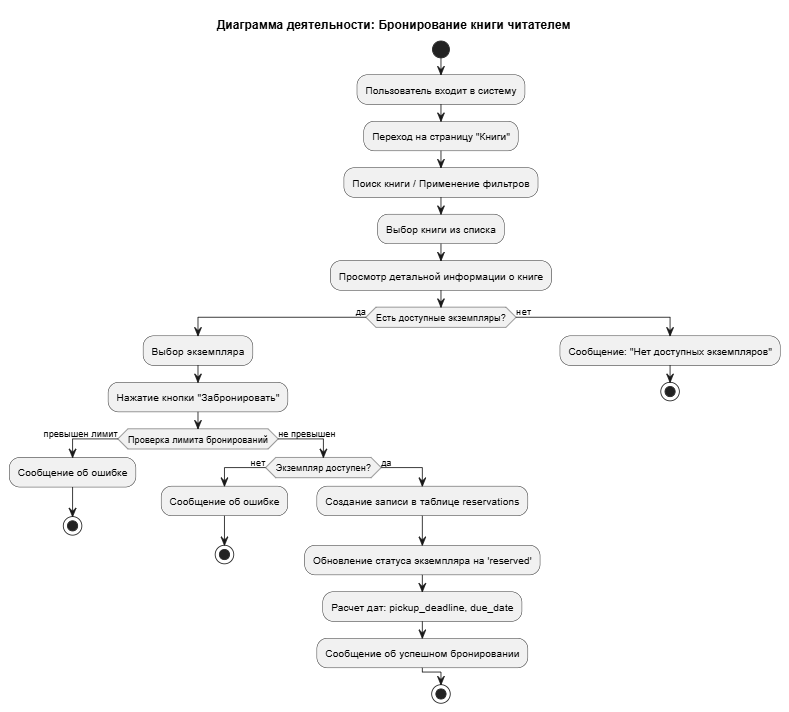 Диаграмма деятельности: Бронирование книги читателем
Пользователь входит в систему
Переход на страницу "Книги"
Поиск книги / Применение фильтров
Выбор книги из списка
Просмотр детальной информации о книге
да
Есть доступные экземпляры?
нет
Выбор экземпляра
Сообщение: "Нет доступных экземпляров"
Нажатие кнопки "Забронировать"
превышен лимит
Проверка лимита бронирований
не превышен
Сообщение об ошибке
нет
Экземпляр доступен?
да
Сообщение об ошибке
Создание записи в таблице reservations
Обновление статуса экземпляра на 'reserved'
Расчет дат: pickup_deadline, due_date
Сообщение об успешном бронировании